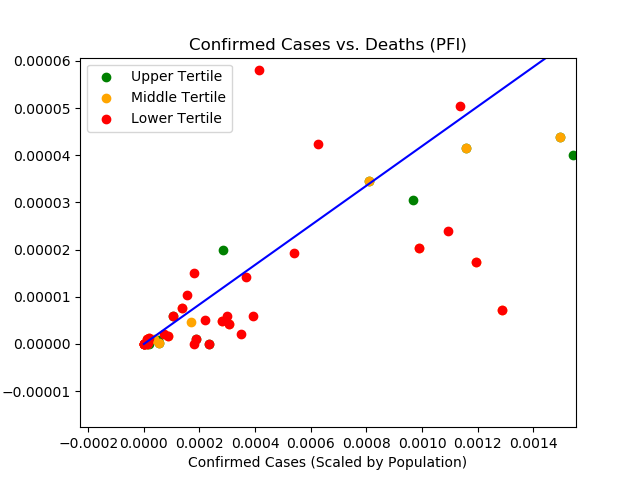 Confirmed Cases vs. Deaths (PFI)
0.00006
0.00005
0.00004
0.00003
0.00002
0.00001
0.00000
−0.00001
Upper Tertile
Middle Tertile
Lower Tertile
−0.0002 0.0000 0.0002 0.0004 0.0006 0.0008 0.0010 0.0012 0.0014
Confirmed Cases (Scaled by Population)